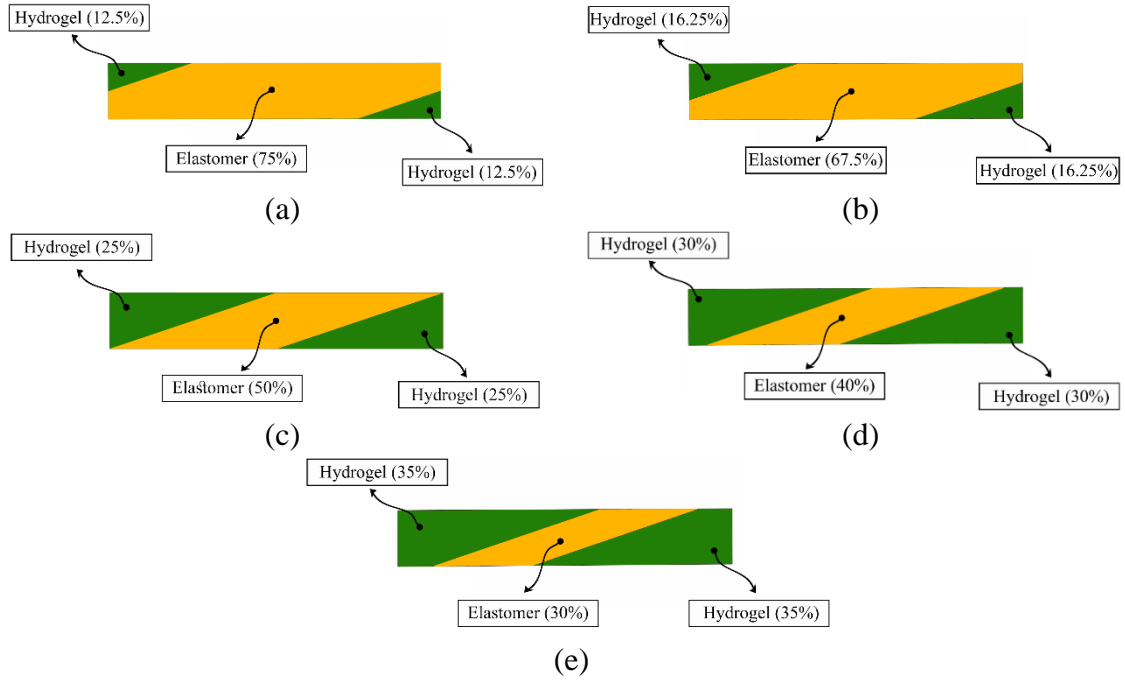 Hydrogel (12.5%)
Elastomer (75%)
Hydrogel (12.5%)
(a)
Hydrogel (16.25%)
Elastomer (67.5%)
Hydrogel (16.25%)
(b)
Hydrogel (25%)
Elastomer (50%)
Hydrogel (25%)
(c)
Hydrogel (30%)
Elastomer (40%)
Hydrogel (30%)
(d)
Hydrogel (35%)
Elastomer (30%)
Hydrogel (35%)
(e)